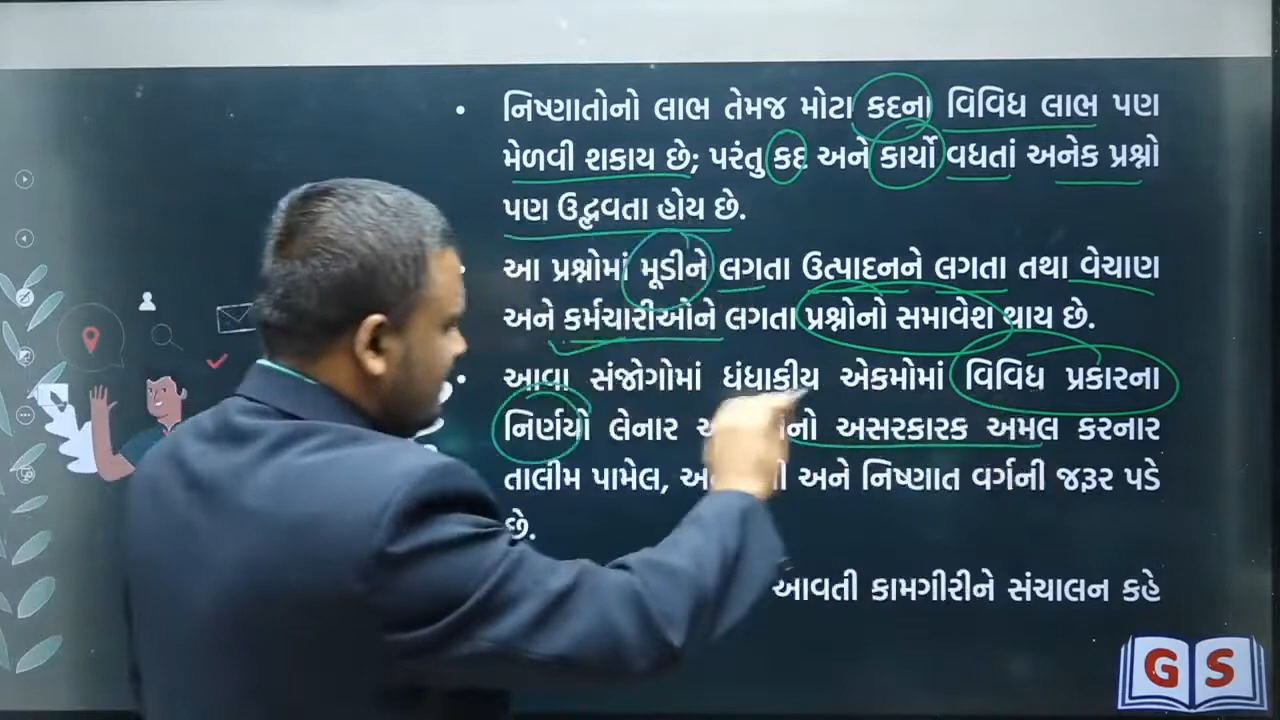 નિષ્ણાતોનો લાભ તેમજ મોટા કદના વિવિધ લાભ પણ
મેળવી શકાય છે; પરંતુ કદ અને કાર્યો વધતાં અનેક પ્રશ્નો
પણ ઉદ્ભવતા હોય છે.
આ પ્રશ્નોમાં મૂડીને લગતા ઉત્પાદનને લગતા તથા વેચાણ
અને કર્મચારીઓને લગતા પ્રશ્નોનો સમાવેશ થાય છે.
આવા સંજોગોમાં ધંધાકીય એકમોમાં વિવિધ પ્રકારના
નિર્ણયો લેનાર અસરકારક અમલ કરનાર
તાલીમ પામેલ, અને નિષ્ણાત વર્ગની જરૂર પડે
છે.
આવતી કામગીરીને સંચાલન કહે
GS